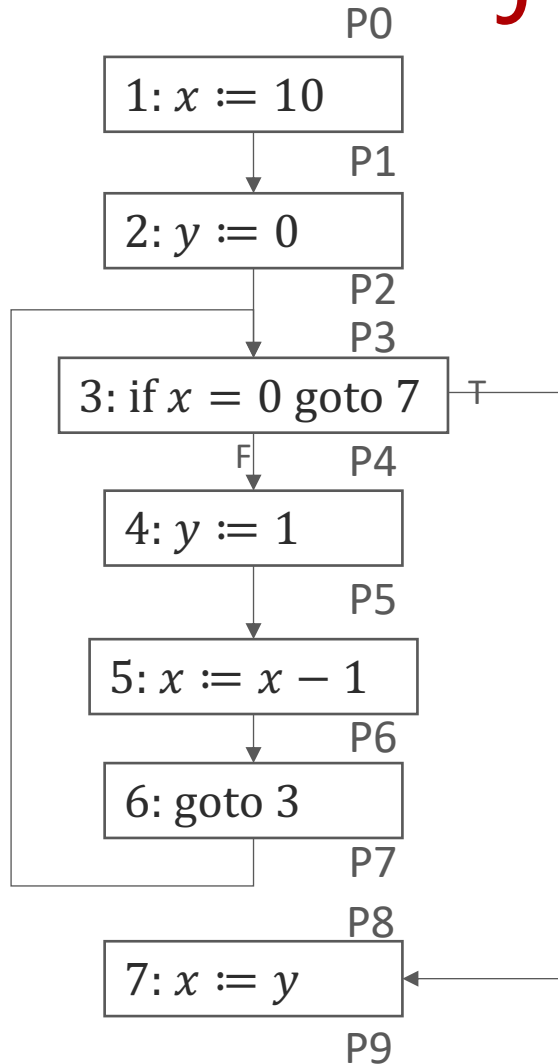 P0
1: x := 10
P1
2: y := 0
P2
P3
3: if x = 0 goto 7
T
F
P4
4: y := 1
P5
5: x := x − 1
P6
6: goto 3
P7
P8
7: x := y
P9